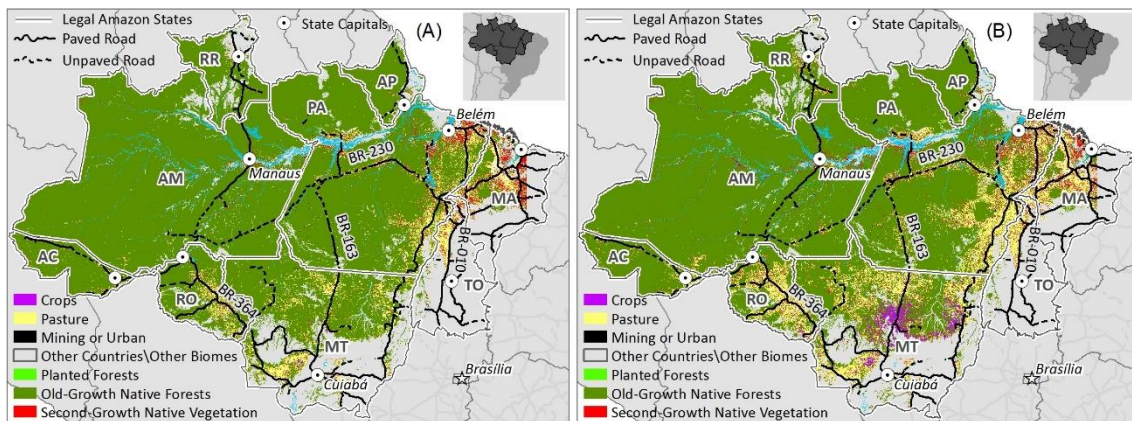 Legal Amazon States
Paved Road
Unpaved Road
State Capitals
(A)
RR
AP
PA
Belém
BR-230
Manaus
AM
MA
BR-163
BR-010
AC
TO
RO
BR-364
MT
Cuiabá
Brasília
Crops
Pasture
Mining or Urban
Other Countries\Other Biomes
Planted Forests
Old-Growth Native Forests
Second-Growth Native Vegetation
Legal Amazon States
Paved Road
Unpaved Road
State Capitals
(B)
RR
AP
PA
Belém
BR-230
Manaus
AM
MA
BR-163
BR-010
AC
TO
RO
BR-364
MT
Cuiabá
Brasília
Crops
Pasture
Mining or Urban
Other Countries\Other Biomes
Planted Forests
Old-Growth Native Forests
Second-Growth Native Vegetation